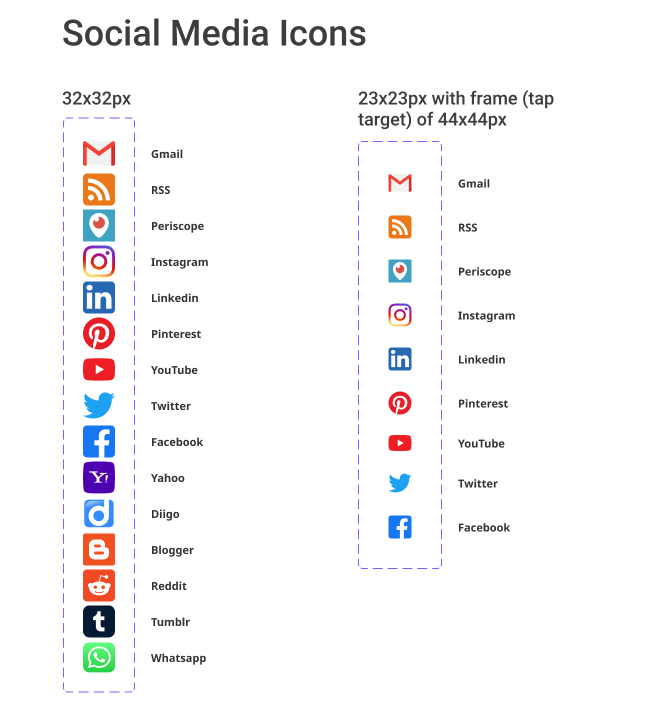 Social Media Icons
32x32px
Gmail
RSS
Periscope
Instagram
Linkedin
Pinterest
YouTube
Twitter
Facebook
Yahoo
Diigo
Blogger
Reddit
Tumblr
Whatsapp
23x23px with frame (tap
target) of 44x44px
Gmail
RSS
Periscope
Instagram
Linkedin
Pinterest
YouTube
Twitter
Facebook